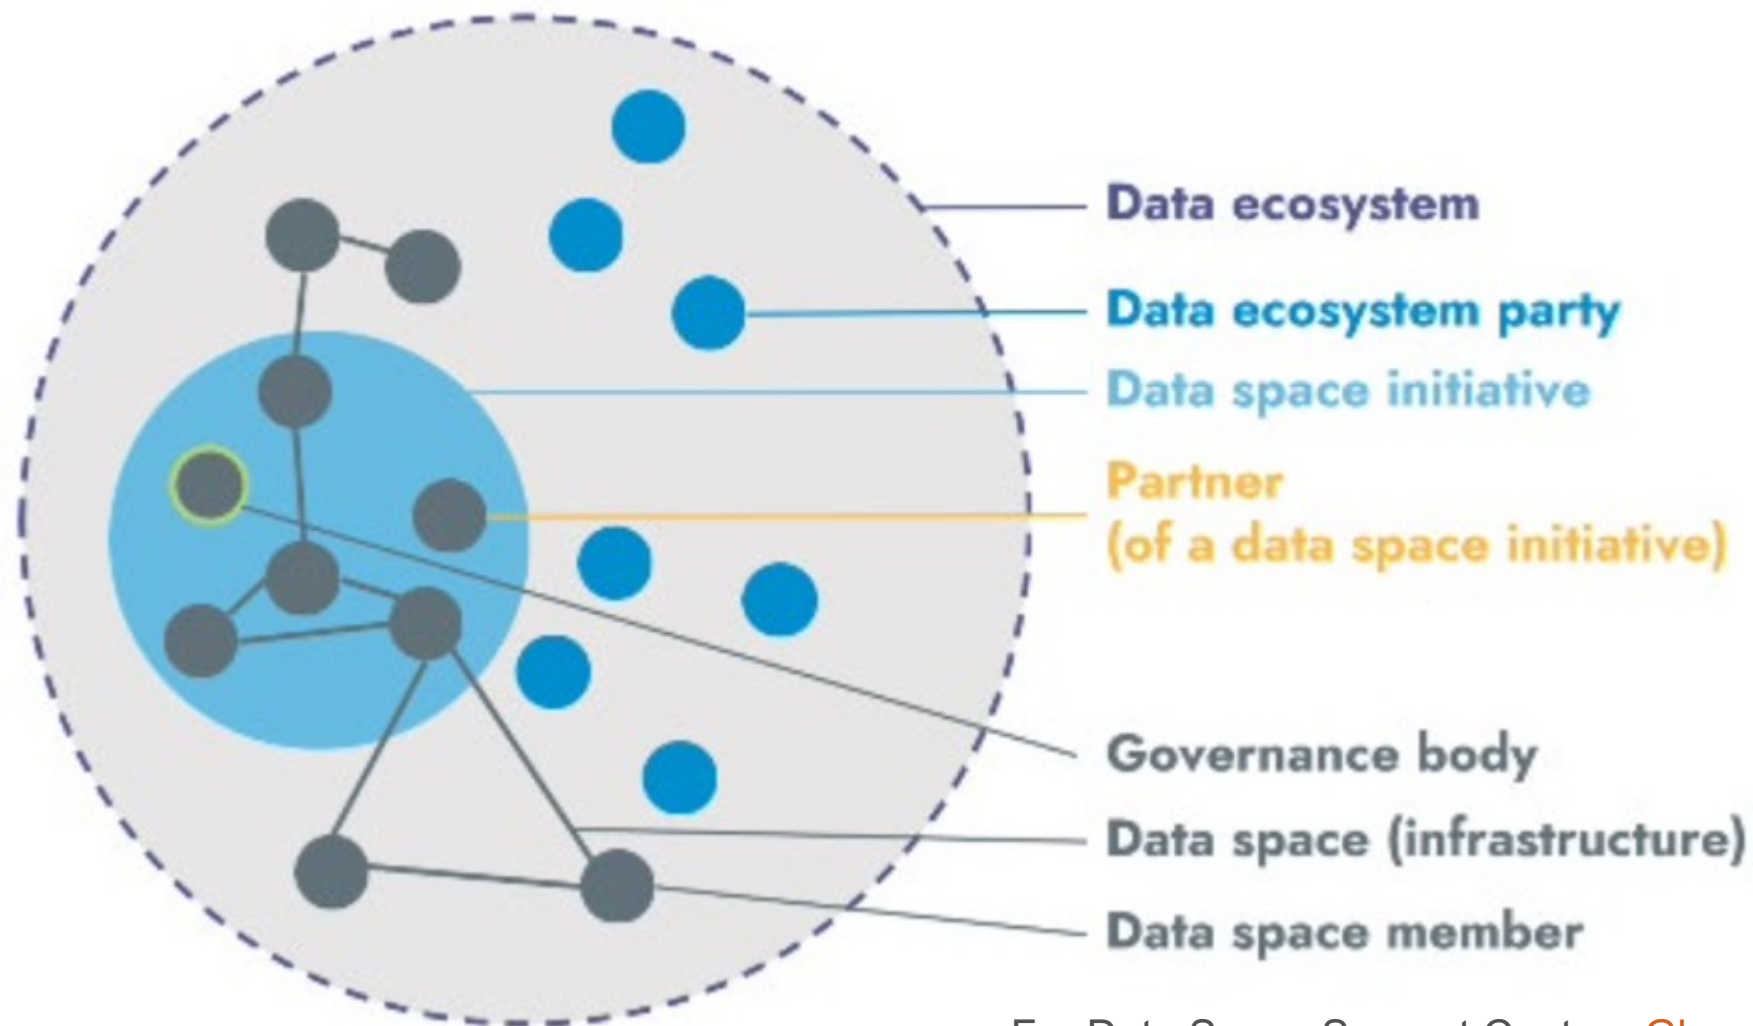 Data ecosystem
Data ecosystem party
Data space initiative
Partner
(of a data space initiative)
Governance body
Data space (infrastructure)
Data space member